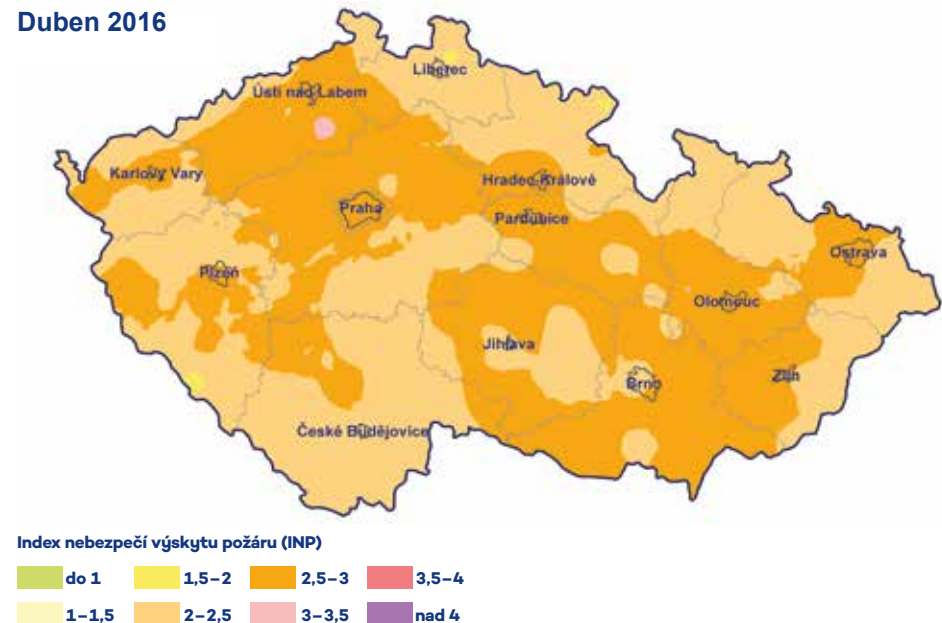 Duben 2016
Liberec
Ústí nad Labem
Karlovy Vary
Hradec Králové
Praha
Pardubice
Ostrava
Plzeň
Olomouc
Jihlava
Zlín
Brno
České Budějovice
Index nebezpečí výskytu požáru (INP)
do 1 1,5–2 2,5–3 3,5–4
1–1,5 2–2,5 3–3,5 nad 4